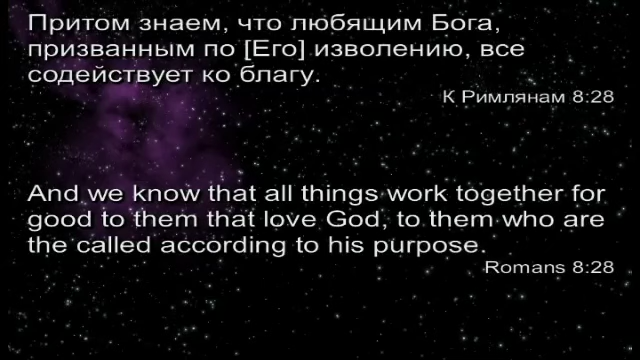 Притом знаем, что любящим Бога,
призванным по [Его] изволению, все
содействует ко благу.
К Римлянам 8:28
And we know that all things work together for
good to them that love God, to them who are
the called according to his purpose.
Romans 8:28